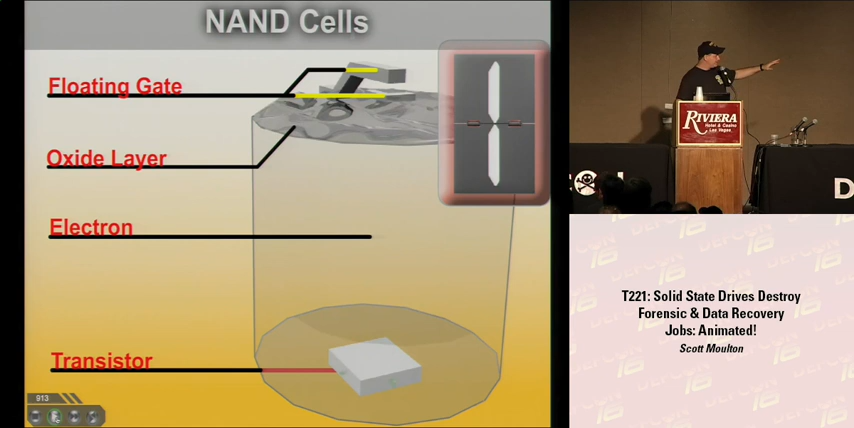 NAND Cells
Floating Gate
Oxide Layer
Electron
Transistor
1
913
RIVIERA
Hotel & Casino
Las Vegas
D
T221: Solid State Drives Destroy
Forensic & Data Recovery
Jobs: Animated!
Scott Moulton